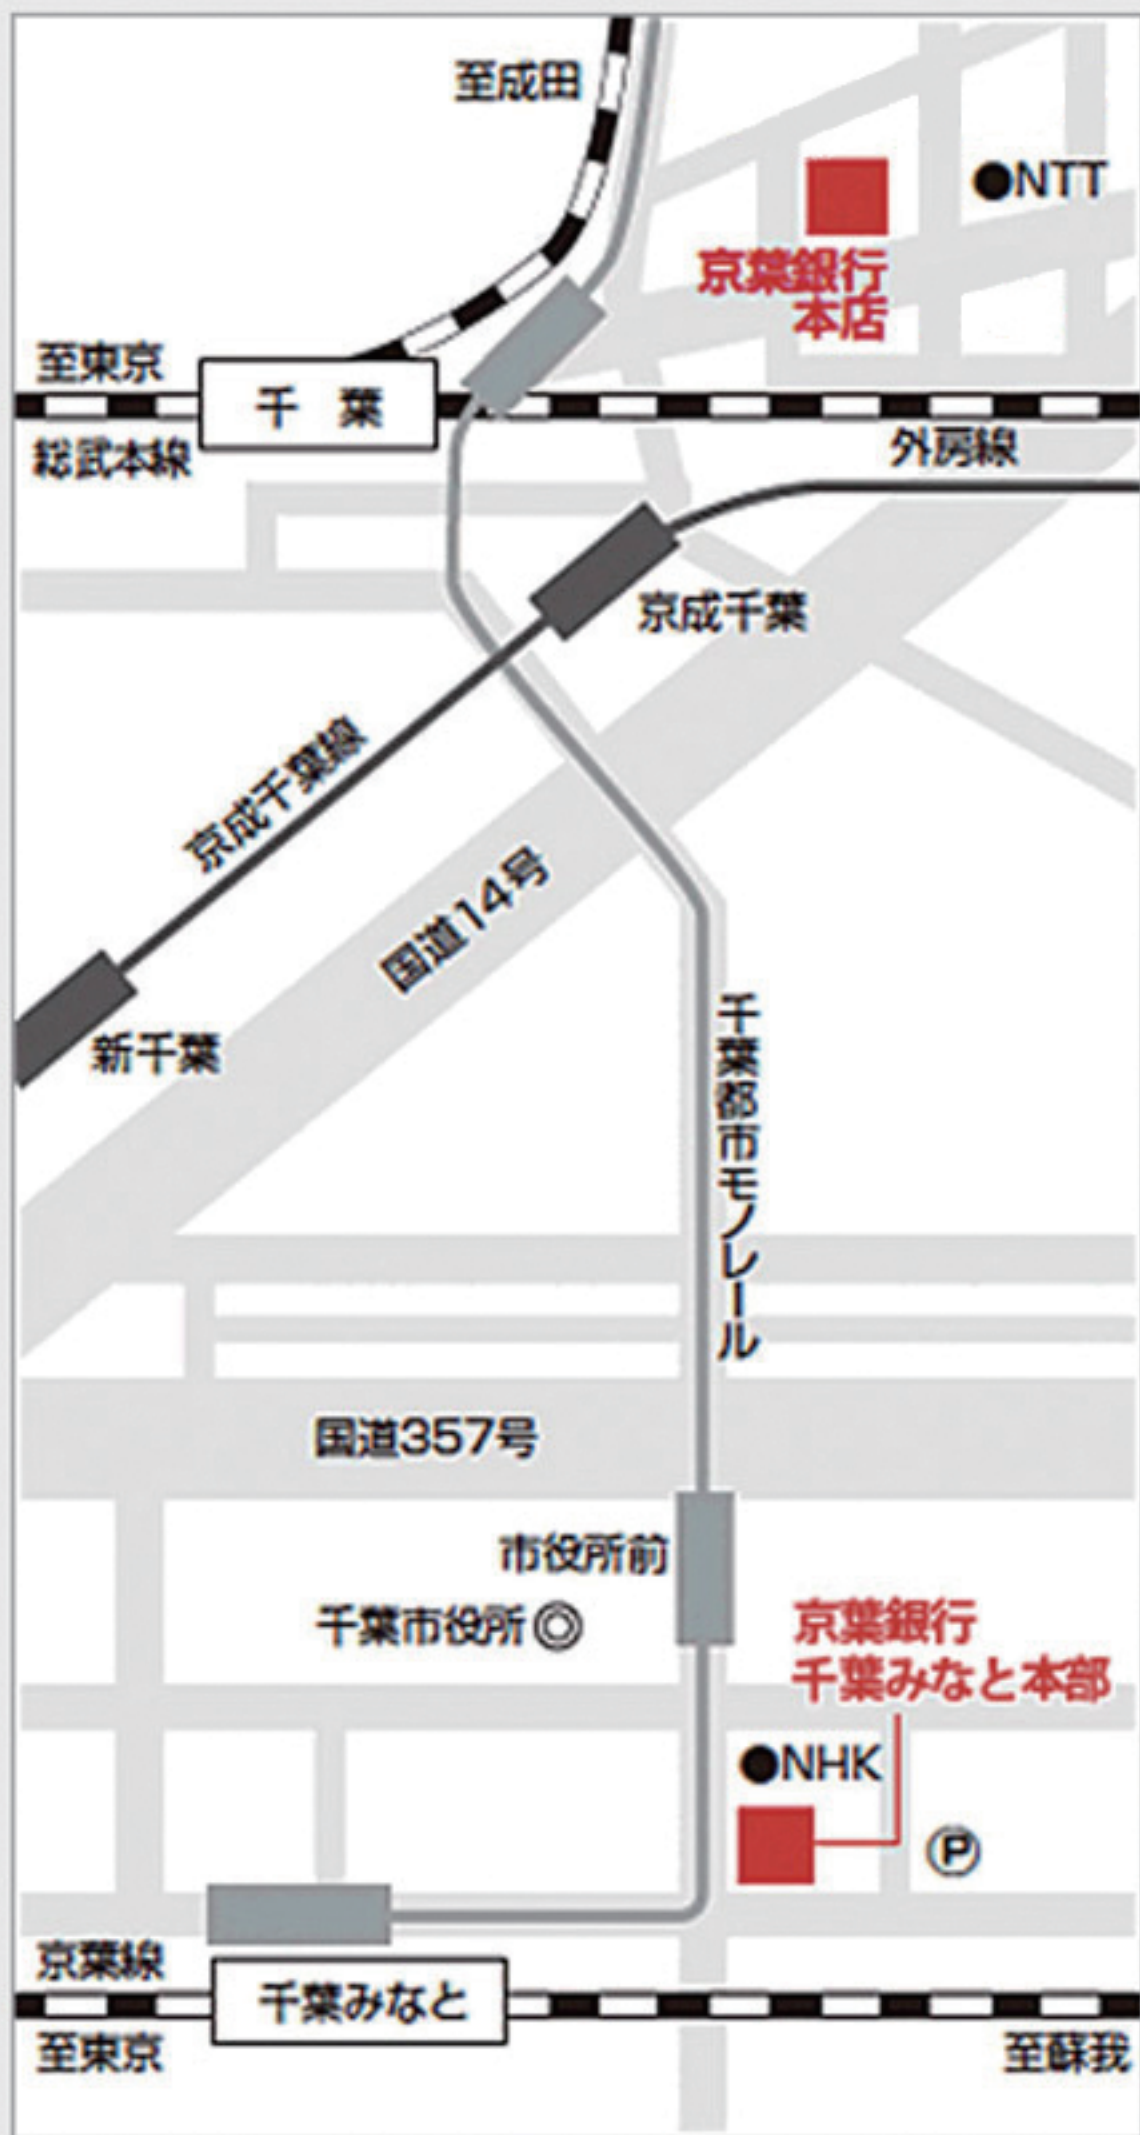 至成田
●NTT
京葉銀行
本店
至東京
千 葉
総武本線
外房線
京成千葉
京成千葉線
国道14号
新千葉
千葉都市モノレール
国道357号
市役所前
千葉市役所◎
京葉銀行
千葉みなと本部
●NHK
P
京葉線
千葉みなと
至東京
至蘇我